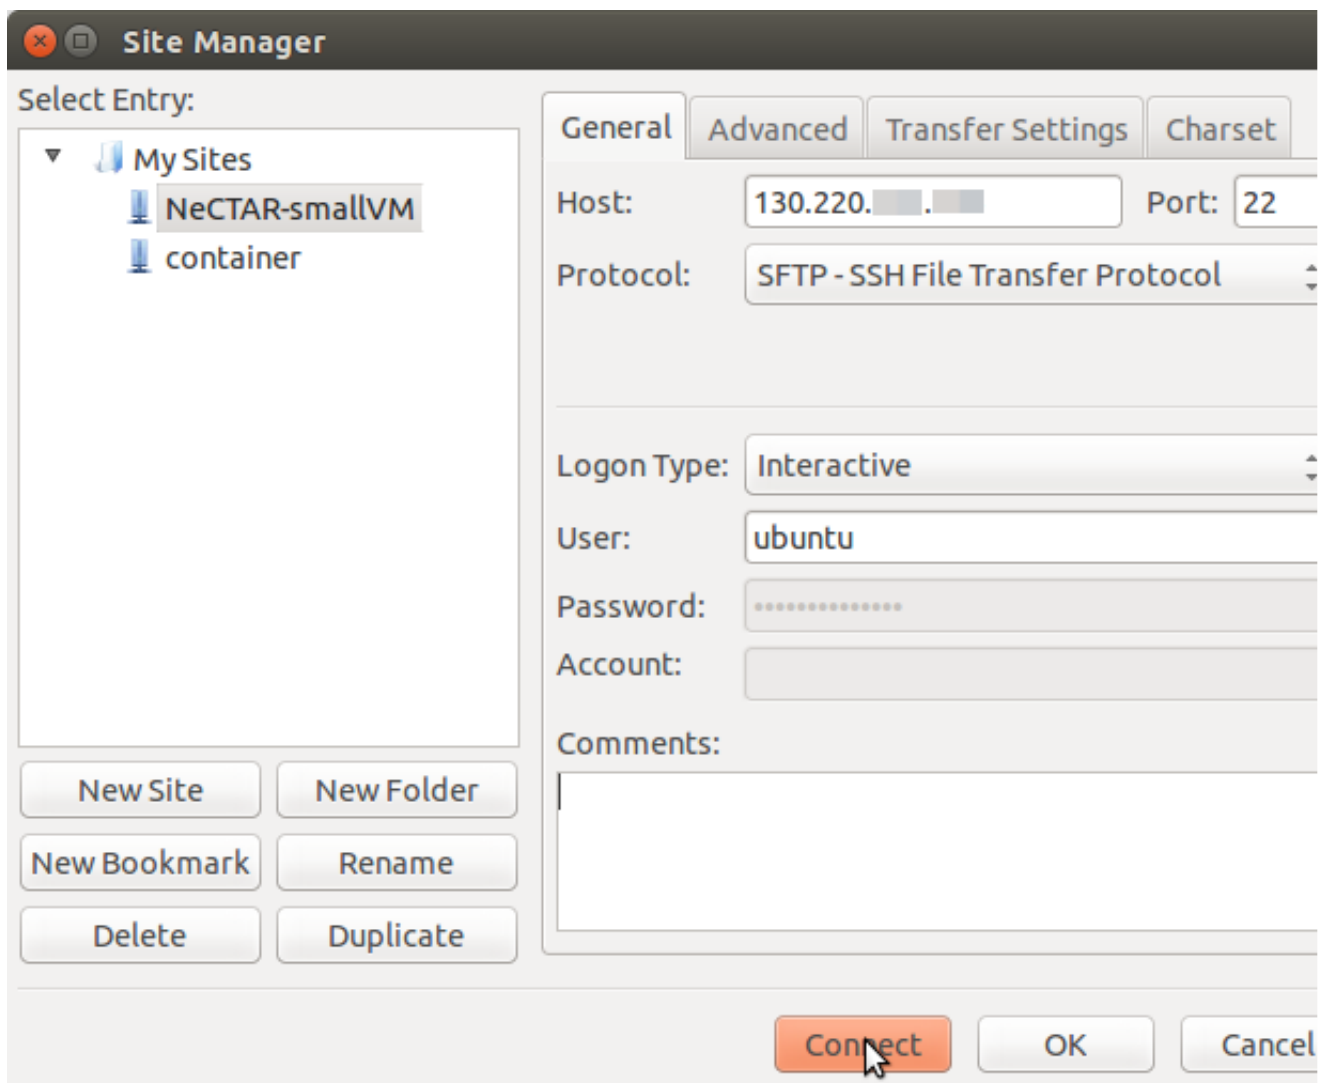 Site Manager
Select Entry:
My Sites
NeCTAR-smallVM
container
New Site
New Folder
New Bookmark
Rename
Delete
Duplicate
General
Advanced
Transfer Settings
Charset
Host:
130.220.
.
Port:
22
Protocol:
SFTP - SSH File Transfer Protocol
Logon Type:
Interactive
User:
ubuntu
Password:
••••••••••••••
Account:
Comments:
Connect
OK
Cancel